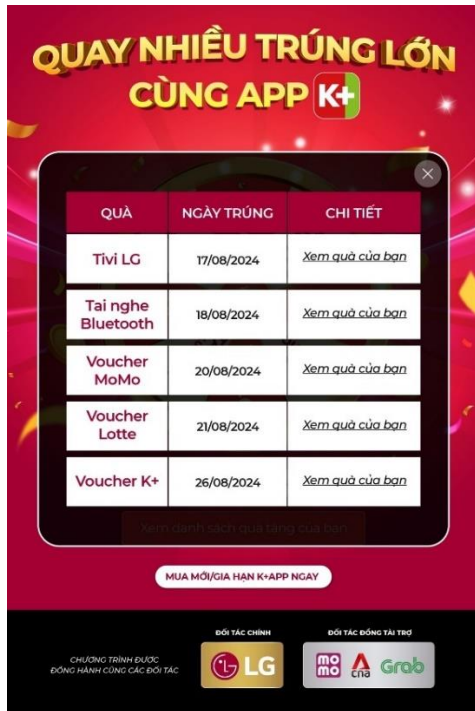 QUAY NHIỀU TRÚNG LỚN
CÙNG APP K+
QUÀ NGÀY TRÚNG CHI TIẾT
Tivi LG 17/08/2024 Xem quà của bạn
Tai nghe
Bluetooth 18/08/2024 Xem quà của bạn
Voucher
MoMo 20/08/2024 Xem quà của bạn
Voucher
Lotte 21/08/2024 Xem quà của bạn
Voucher K+ 26/08/2024 Xem quà của bạn
Xem danh sách quà tặng của bạn
MUA MỚI/GIA HẠN K+APP NGAY
CHƯƠNG TRÌNH ĐƯỢC
ĐỒNG HÀNH CÙNG CÁC ĐỐI TÁC
ĐỐI TÁC CHÍNH
LG
ĐỐI TÁC ĐỒNG TÀI TRỢ
mo
mo
cna
Grab